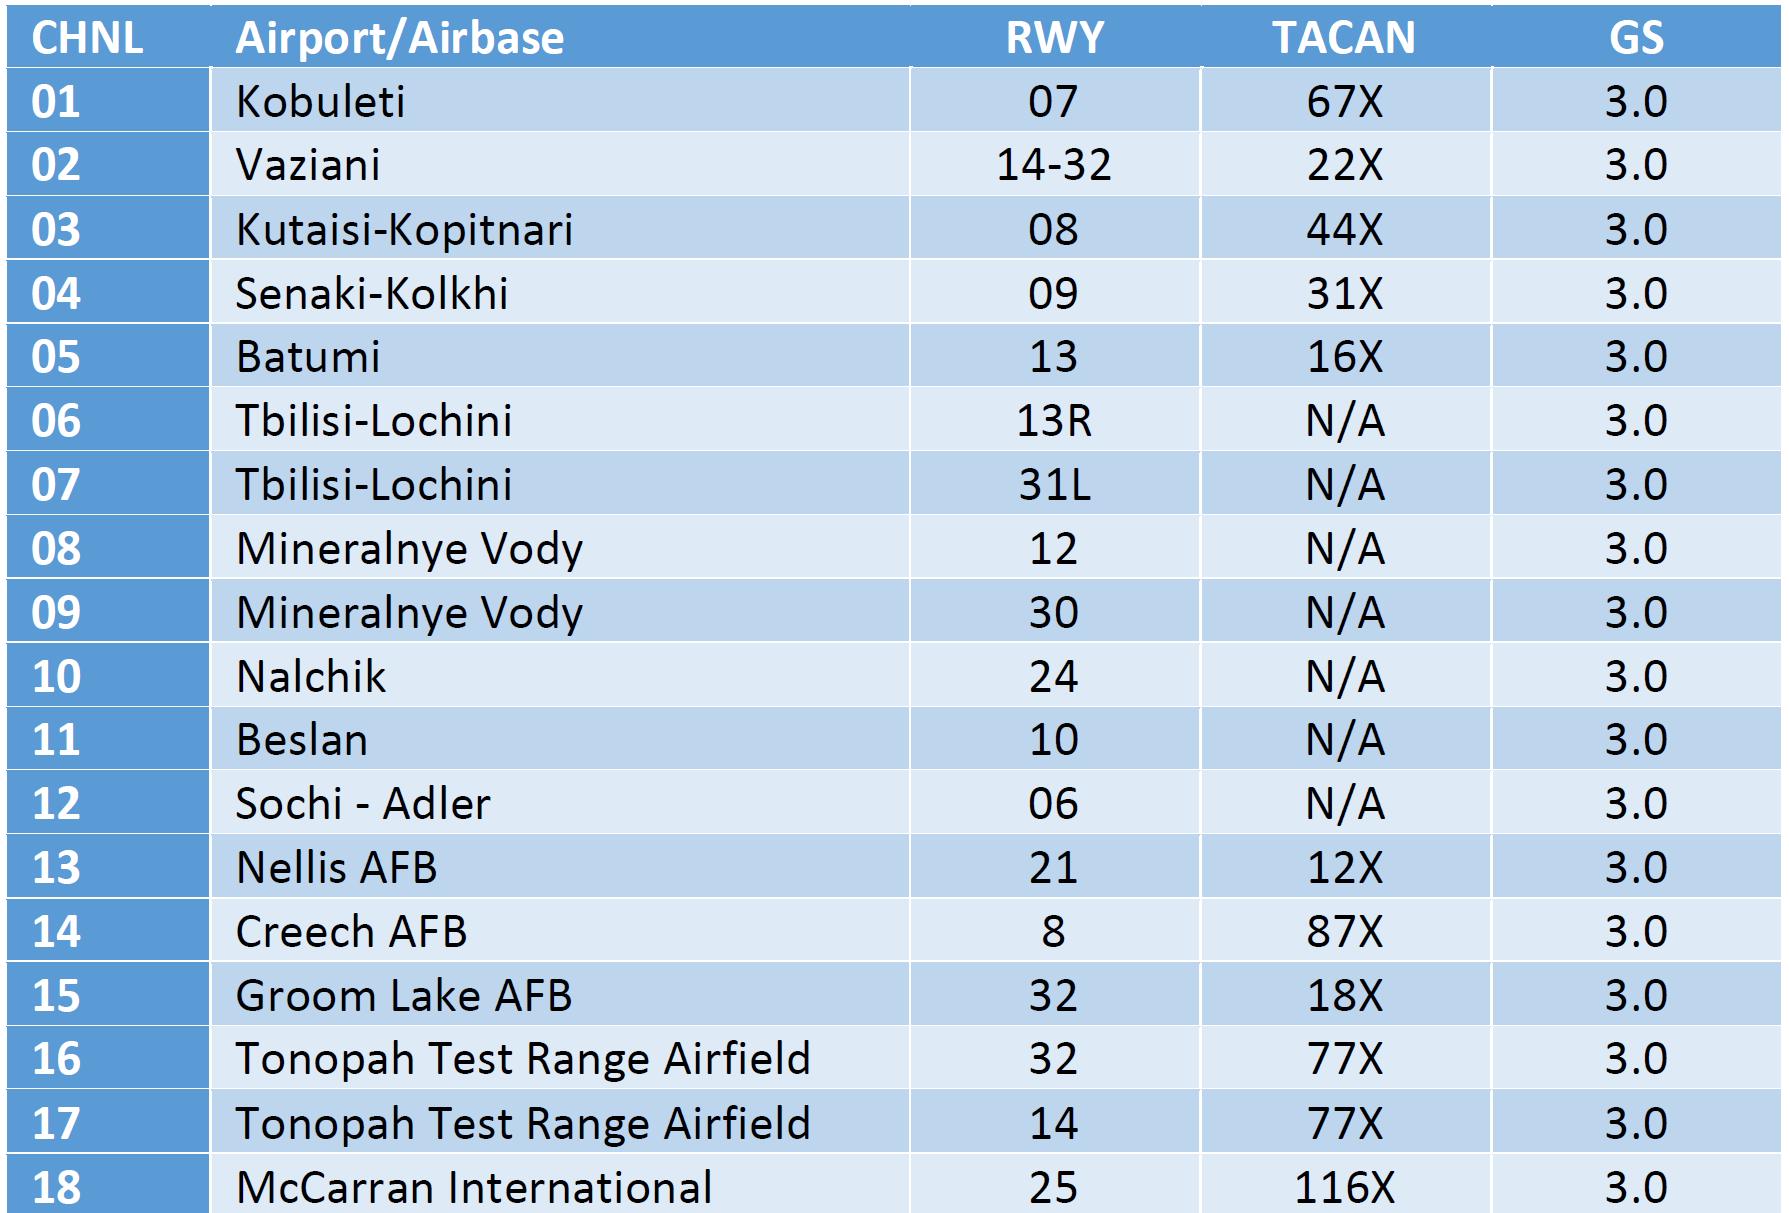 CHNL Airport/Airbase RWY TACAN GS
01 Kobuleti 07 67X 3.0
02 Vaziani 14-32 22X 3.0
03 Kutaisi-Kopitnari 08 44X 3.0
04 Senaki-Kolkhi 09 31X 3.0
05 Batumi 13 16X 3.0
06 Tbilisi-Lochini 13R N/A 3.0
07 Tbilisi-Lochini 31L N/A 3.0
08 Mineralnye Vody 12 N/A 3.0
09 Mineralnye Vody 30 N/A 3.0
10 Nalchik 24 N/A 3.0
11 Beslan 10 N/A 3.0
12 Sochi - Adler 06 N/A 3.0
13 Nellis AFB 21 12X 3.0
14 Creech AFB 8 87X 3.0
15 Groom Lake AFB 32 18X 3.0
16 Tonopah Test Range Airfield 32 77X 3.0
17 Tonopah Test Range Airfield 14 77X 3.0
18 McCarran International 25 116X 3.0